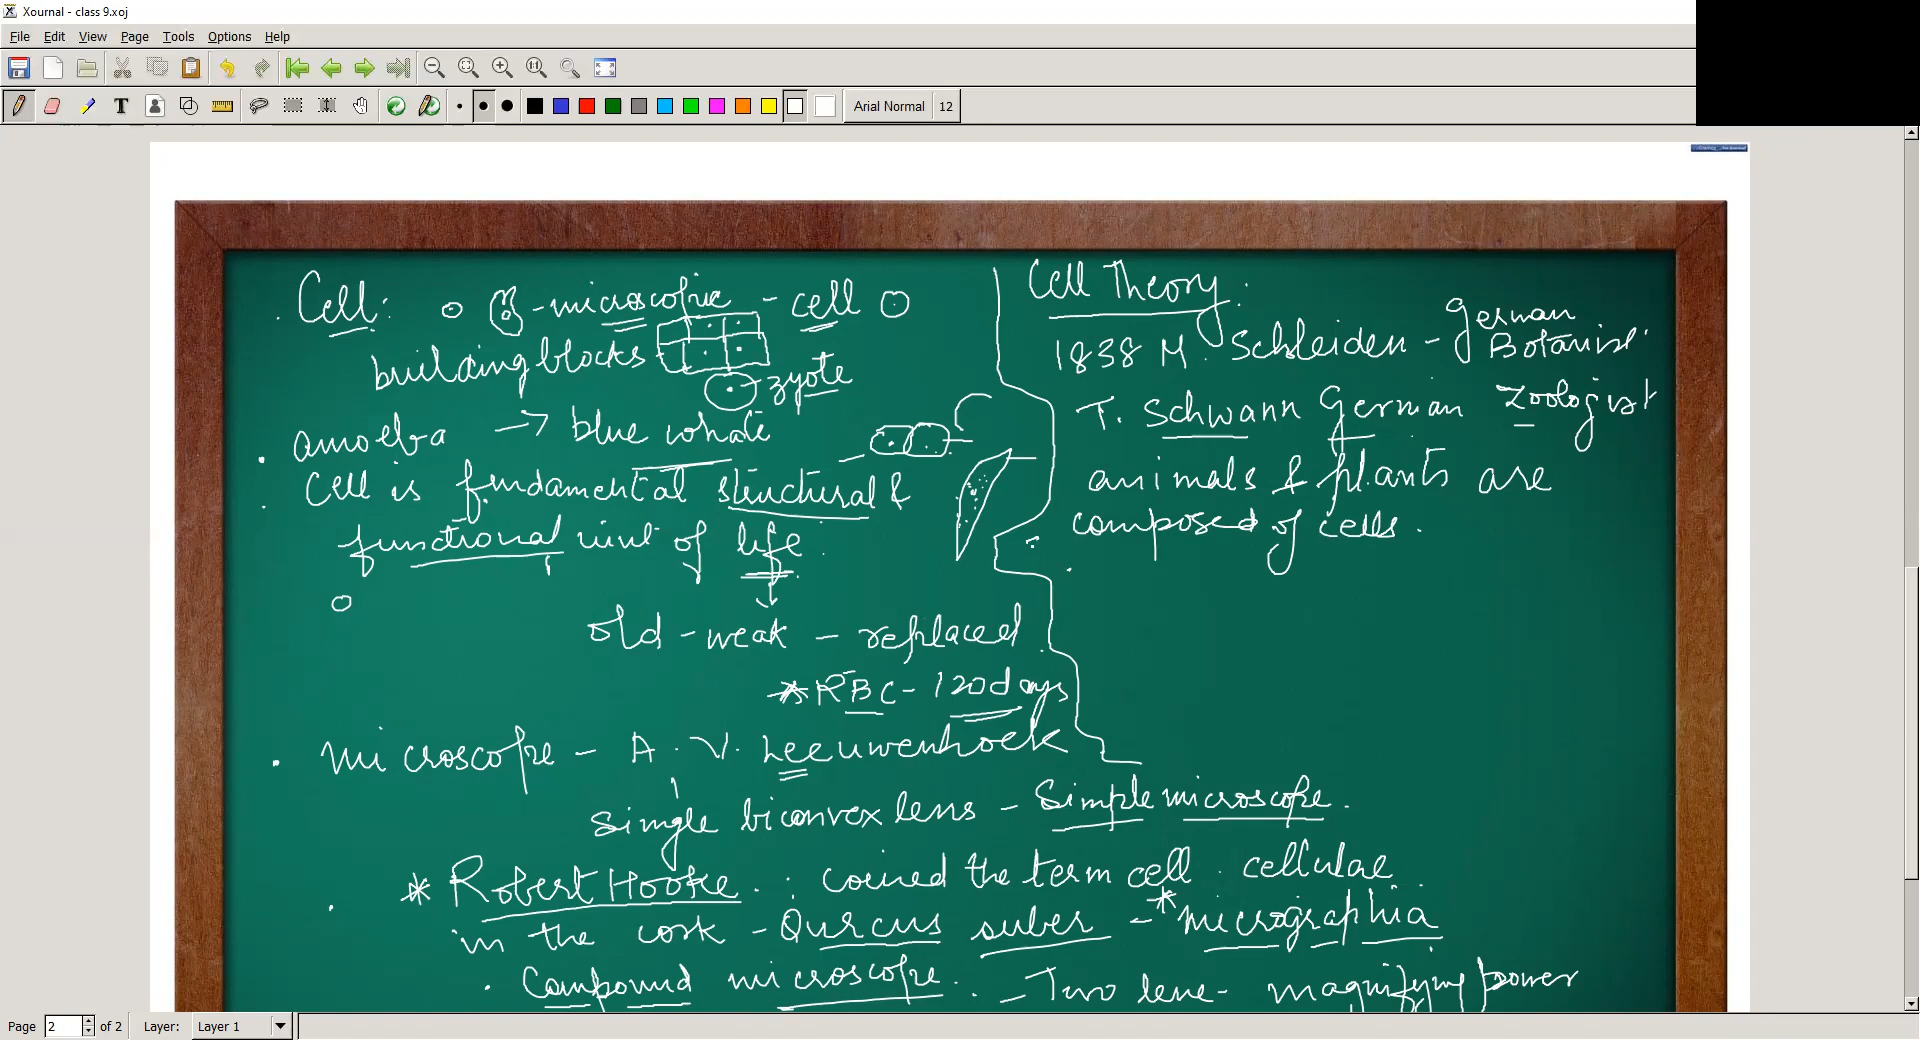 Xournal - class 9.xoj
File Edit View Page Tools Options Help
Arial Normal 12
Cell: - microscopic - cell
building blocks
zyote
amoeba → blue whale
Cell is fundamental structural &
functional unit of life
old - weak - replaced
* RBC - 120 days
microscope - A. V. Leeuwenhoek
single biconvex lens - Simple microscope.
* Robert Hooke : coined the term cell. cellulae
in the cork - Qurcus suber - *micrographia
Compound microscope. - Two lene - magnifying power
Cell Theory.
1838 M. Schleiden - German
Botanist
T. Schwann German Zoologist
animals & plants are
composed of cells.
Page 2 of 2 Layer: Layer 1